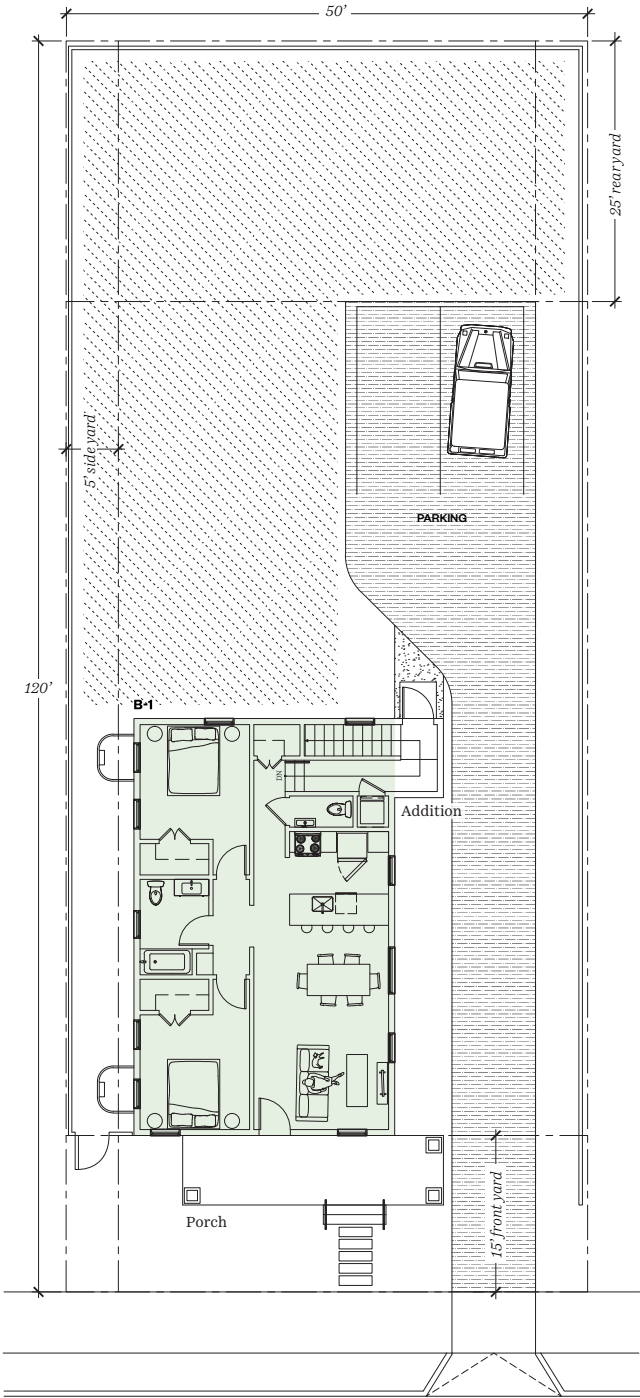 50'
25' rear yard
5' side yard
PARKING
120'
B-1
DN
Addition
15' front yard
Porch